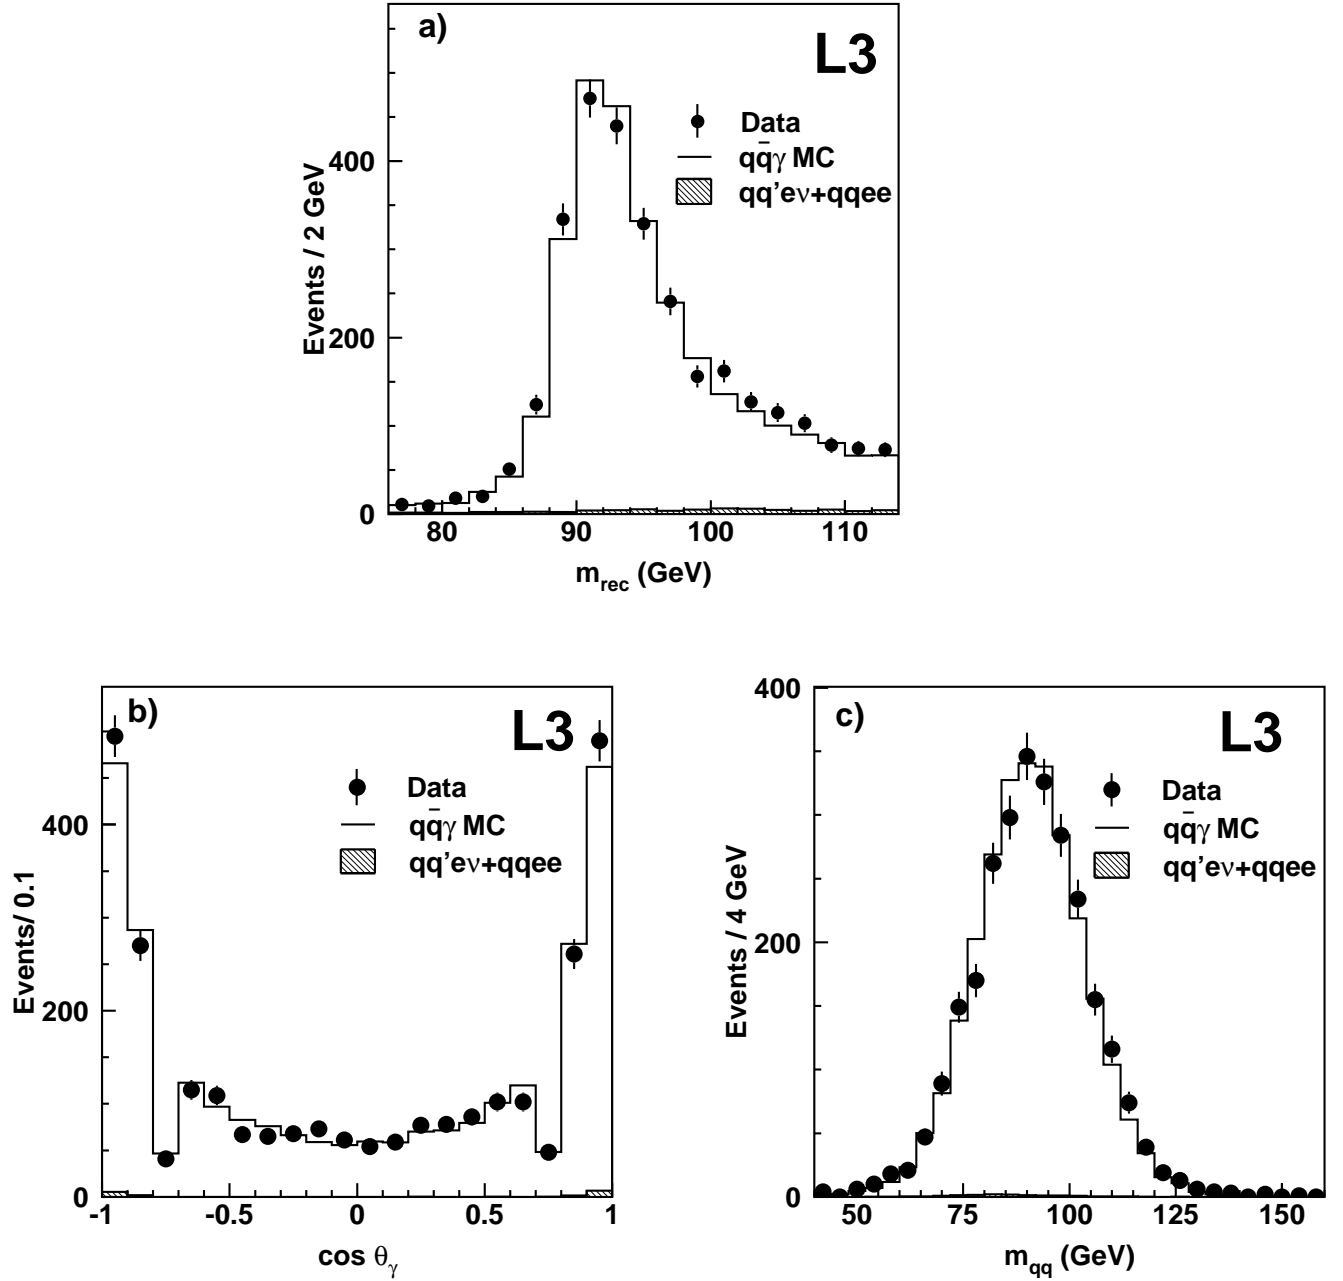 a)
L3
Data
qq̄γ MC
qq’eν+qqee
Events / 2 GeV
400
200
0
80 90 100 110
m_rec (GeV)
b)
L3
Data
qq̄γ MC
qq’eν+qqee
Events/ 0.1
400
200
0
-1 -0.5 0 0.5 1
cos θ_γ
c)
L3
Data
qq̄γ MC
qq’eν+qqee
Events / 4 GeV
400
200
0
50 75 100 125 150
m_qq (GeV)